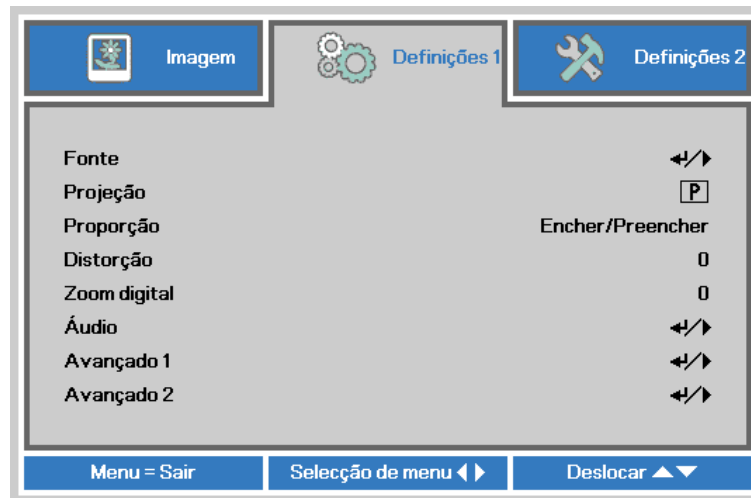 Imagem Definições 1 Definições 2
Fonte
Projeção P
Proporção Encher/Preencher
Distorção 0
Zoom digital 0
Áudio
Avançado 1
Avançado 2
Menu = Sair Selecção de menu Deslocar